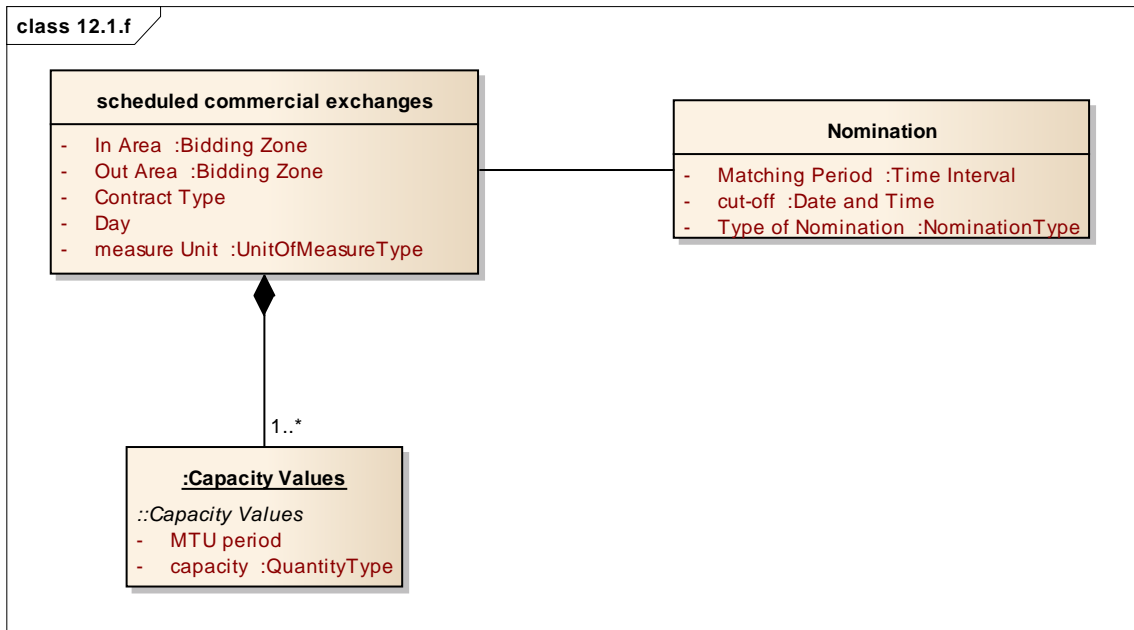 class 12.1.f
scheduled commercial exchanges
- In Area :Bidding Zone
- Out Area :Bidding Zone
- Contract Type
- Day
- measure Unit :UnitOfMeasureType
Nomination
- Matching Period :Time Interval
- cut-off :Date and Time
- Type of Nomination :NominationType
1..*
:Capacity Values
::Capacity Values
- MTU period
- capacity :QuantityType